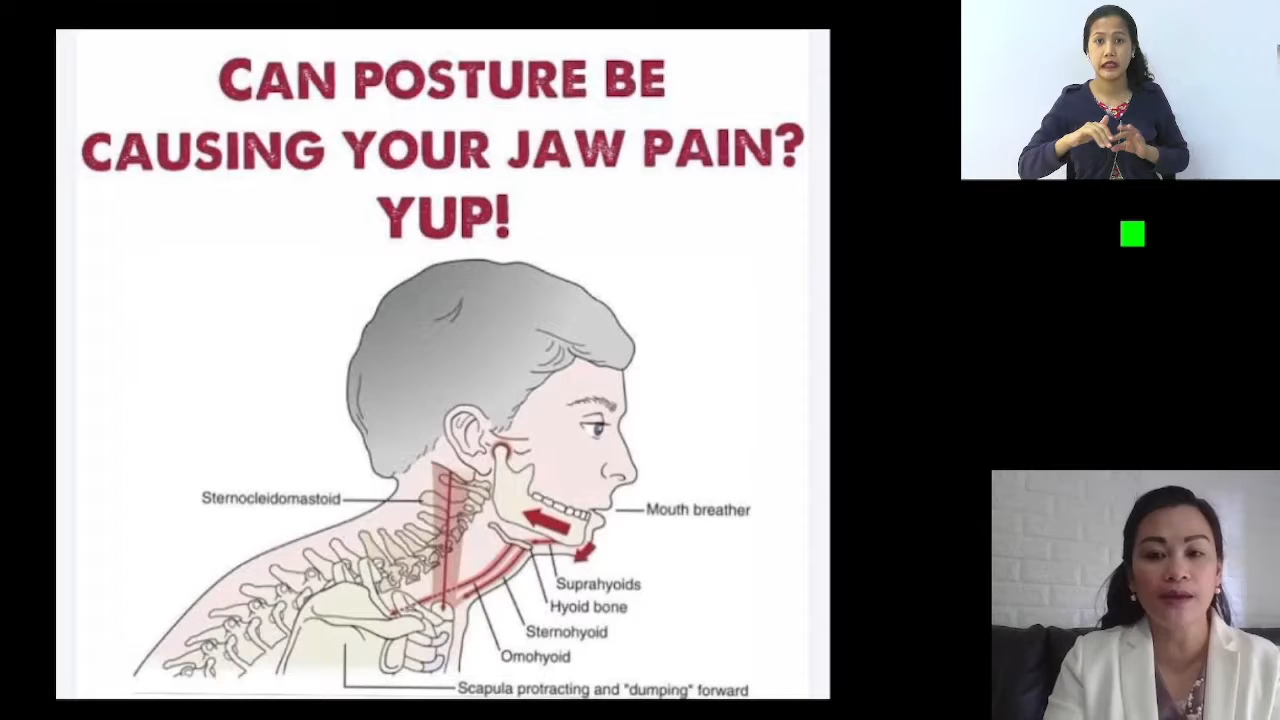 CAN POSTURE BE
CAUSING YOUR JAW PAIN?
YUP!
Sternocleidomastoid
Mouth breather
Suprahyoids
Hyoid bone
Sternohyoid
Omohyoid
Scapula protracting and "dumping" forward